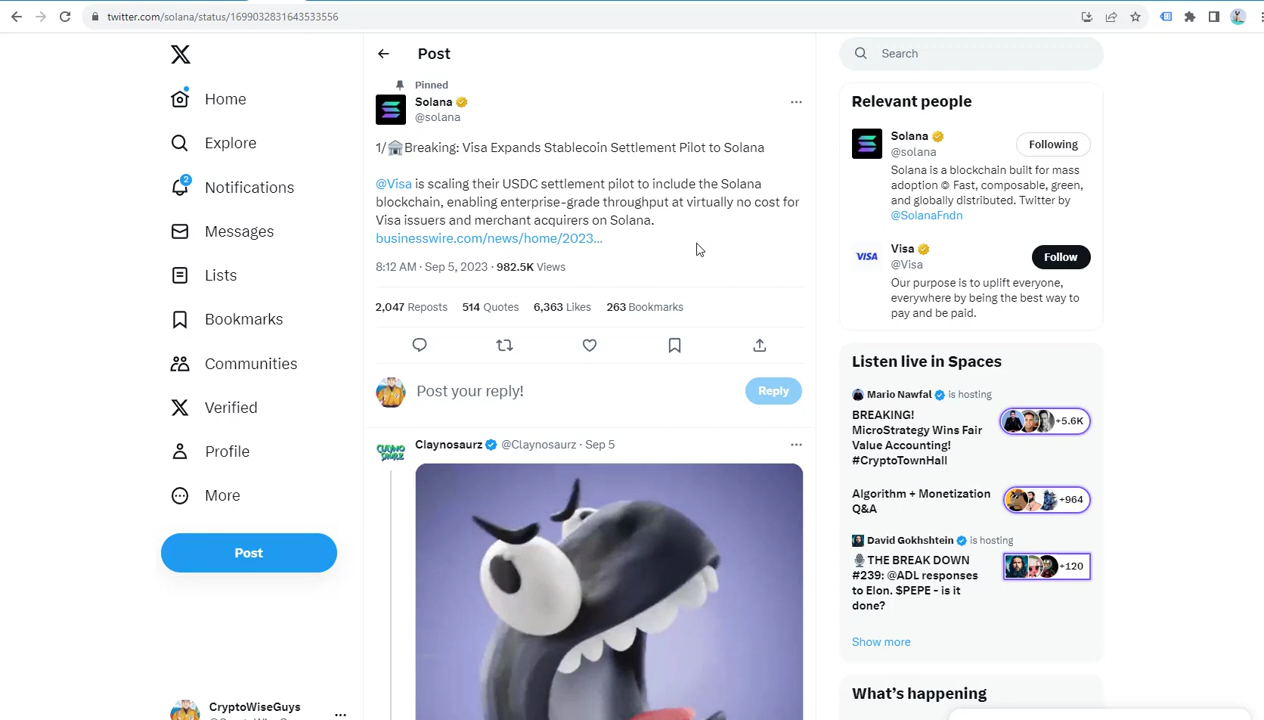 twitter.com/solana/status/1699032831643533556
Home
Explore
2
Notifications
Messages
Lists
Bookmarks
Communities
Verified
Profile
More
Post
CryptoWiseGuys
Post
Pinned
Solana
@solana
1/🏛️Breaking: Visa Expands Stablecoin Settlement Pilot to Solana
@Visa is scaling their USDC settlement pilot to include the Solana
blockchain, enabling enterprise-grade throughput at virtually no cost for
Visa issuers and merchant acquirers on Solana.
businesswire.com/news/home/2023…
8:12 AM · Sep 5, 2023 · 982.5K Views
2,047 Reposts 514 Quotes 6,363 Likes 263 Bookmarks
Post your reply!
Reply
CLAYNO SAURZ
Claynosaurz @Claynosaurz · Sep 5
Search
Relevant people
Solana
@solana
Following
Solana is a blockchain built for mass
adoption © Fast, composable, green,
and globally distributed. Twitter by
@SolanaFndn
VISA
Visa
@Visa
Follow
Our purpose is to uplift everyone,
everywhere by being the best way to
pay and be paid.
Listen live in Spaces
Mario Nawfal is hosting
BREAKING!
MicroStrategy Wins Fair
Value Accounting!
#CryptoTownHall
+5.6K
Algorithm + Monetization
Q&A
+964
David Gokhshtein is hosting
🎙️THE BREAK DOWN
#239: @ADL responses
to Elon. $PEPE - is it
done?
+120
Show more
What's happening